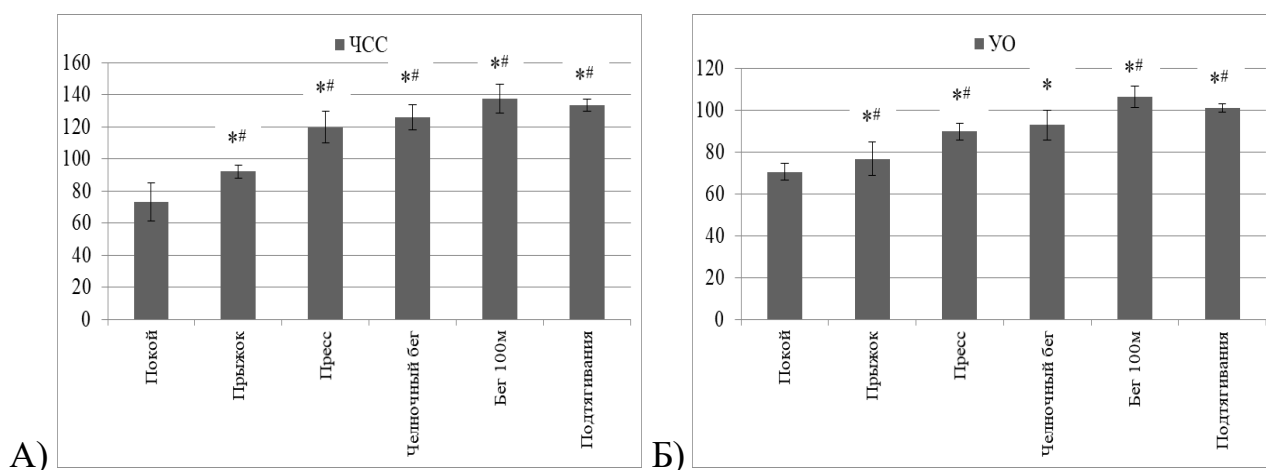 ЧСС
160
140
120
100
80
60
40
20
0
*#
*#
*#
*#
*#
Покой
Прыжок
Пресс
Челночный бег
Бег 100м
Подтягивания
А)
УО
120
100
80
60
40
20
0
*#
*#
*
*#
*#
Покой
Прыжок
Пресс
Челночный бег
Бег 100м
Подтягивания
Б)